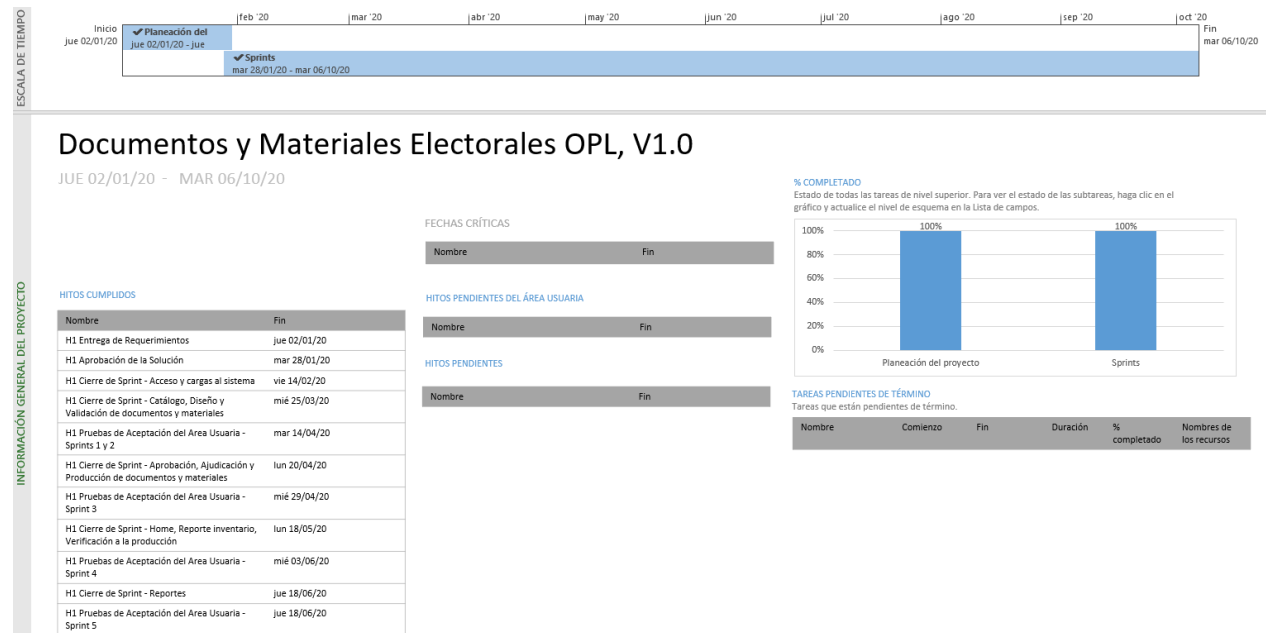 ESCALA DE TIEMPO
feb '20 mar '20 abr '20 may '20 jun '20 jul '20 ago '20 sep '20 oct '20
Inicio
jue 02/01/20
Planeación del
jue 02/01/20 - jue
Sprints
mar 28/01/20 - mar 06/10/20
Fin
mar 06/10/20
INFORMACIÓN GENERAL DEL PROYECTO
Documentos y Materiales Electorales OPL, V1.0
JUE 02/01/20 - MAR 06/10/20
HITOS CUMPLIDOS
Nombre Fin
H1 Entrega de Requerimientos jue 02/01/20
H1 Aprobación de la Solución mar 28/01/20
H1 Cierre de Sprint - Acceso y cargas al sistema vie 14/02/20
H1 Cierre de Sprint - Catálogo, Diseño y mié 25/03/20
Validación de documentos y materiales
H1 Pruebas de Aceptación del Area Usuaria - mar 14/04/20
Sprints 1 y 2
H1 Cierre de Sprint - Aprobación, Ajudicación y lun 20/04/20
Producción de documentos y materiales
H1 Pruebas de Aceptación del Area Usuaria - mié 29/04/20
Sprint 3
H1 Cierre de Sprint - Home, Reporte inventario, lun 18/05/20
Verificación a la producción
H1 Pruebas de Aceptación del Area Usuaria - mié 03/06/20
Sprint 4
H1 Cierre de Sprint - Reportes jue 18/06/20
H1 Pruebas de Aceptación del Area Usuaria - jue 18/06/20
Sprint 5
FECHAS CRÍTICAS
Nombre Fin
HITOS PENDIENTES DEL ÁREA USUARIA
Nombre Fin
HITOS PENDIENTES
Nombre Fin
% COMPLETADO
Estado de todas las tareas de nivel superior. Para ver el estado de las subtareas, haga clic en el
gráfico y actualice el nivel de esquema en la Lista de campos.
100% 100% 100%
80%
60%
40%
20%
0%
Planeación del proyecto Sprints
TAREAS PENDIENTES DE TÉRMINO
Tareas que están pendientes de término.
Nombre Comienzo Fin Duración % Nombres de
completado los recursos